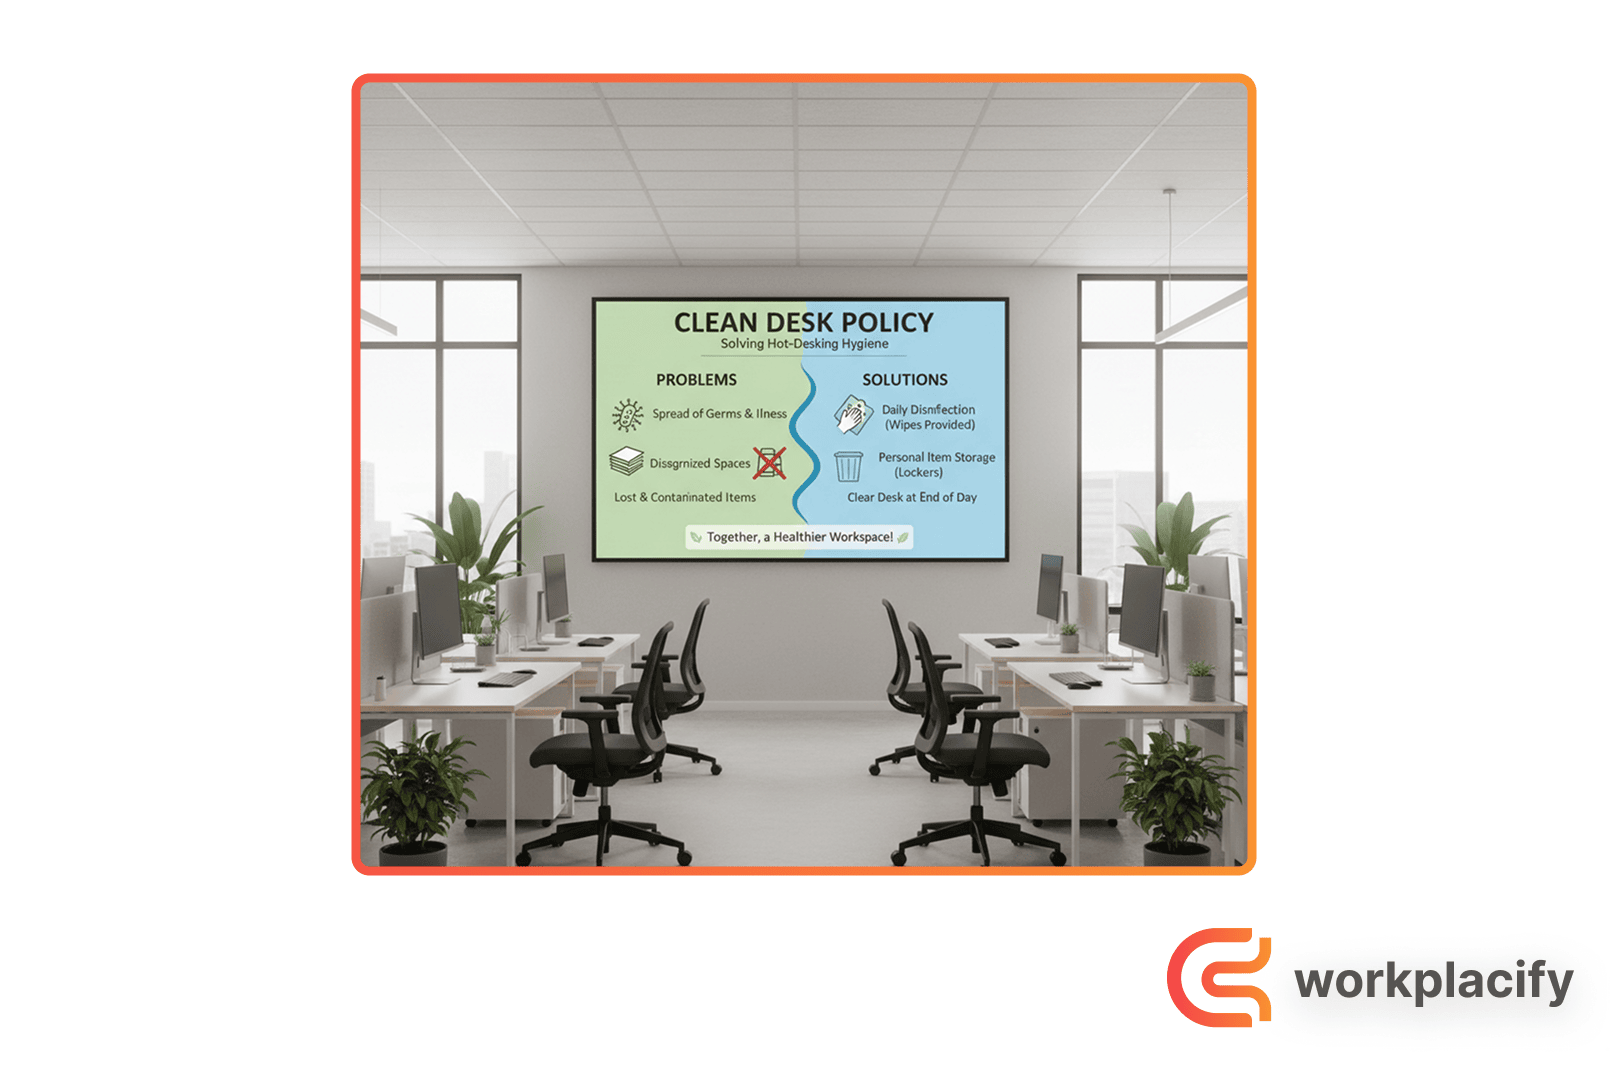 CLEAN DESK POLICY
Solving Hot-Desking Hygiene
PROBLEMS
Spread of Germs & Ilness
Dissgrnized Spaces
Lost & Contaninated Items
SOLUTIONS
Daily Dismfection
(Wipes Provided)
Personal Item Storage
(Lockers)
Clear Desk at End of Day
Together, a Healthier Workspace!
workplacify